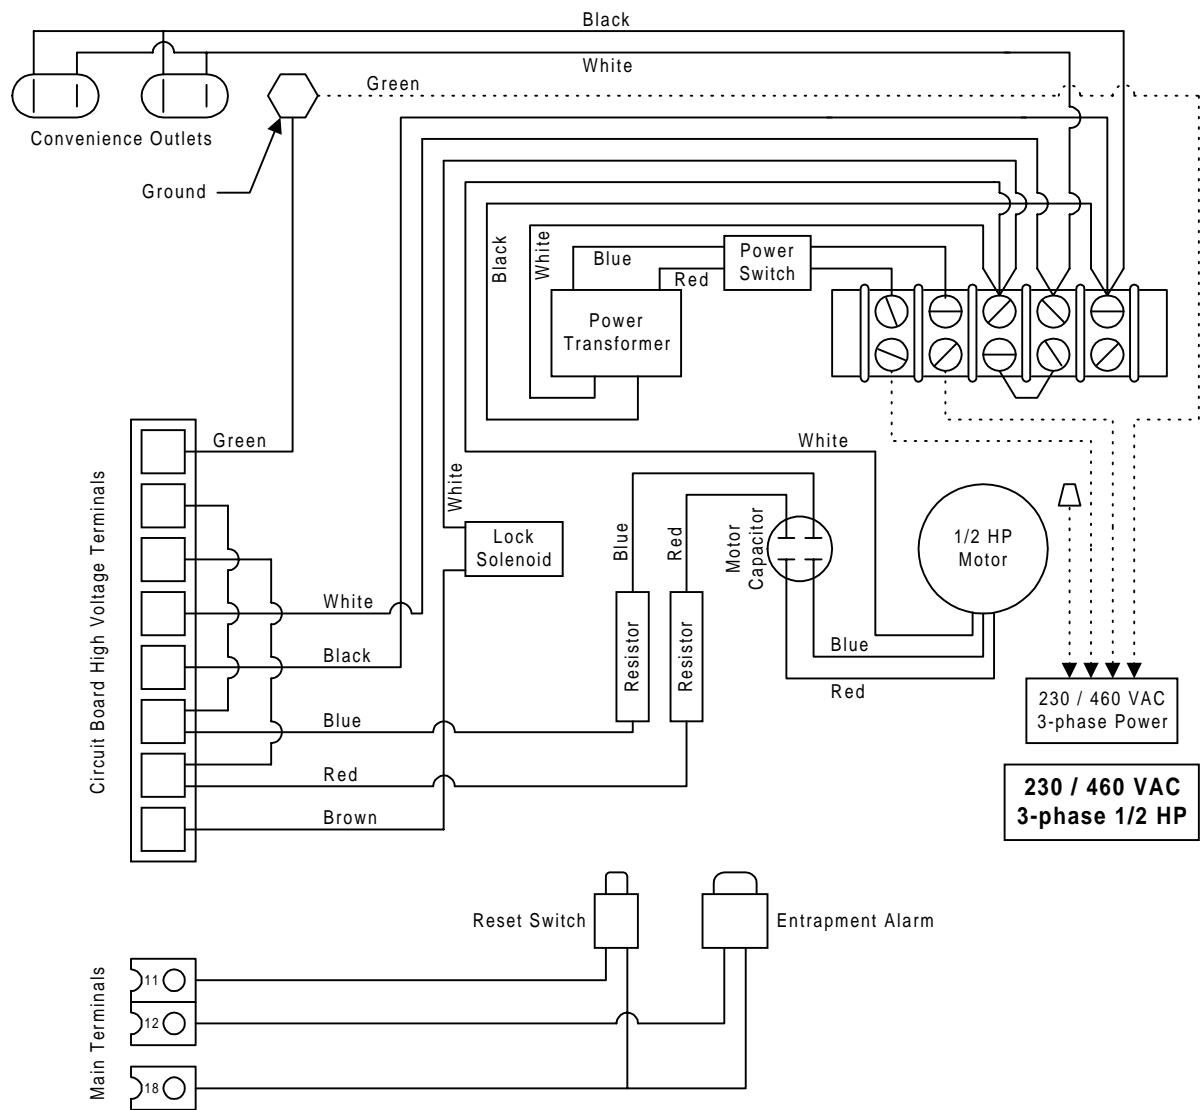 Black
White
Green
Convenience Outlets
Ground
Black
White
Blue
Red
Power
Switch
Power
Transformer
Green
White
White
Circuit Board High Voltage Terminals
Lock
Solenoid
Blue
Red
Motor
Capacitor
1/2 HP
Motor
White
Black
Blue
Red
Brown
Resistor
Resistor
Blue
Red
230 / 460 VAC
3-phase Power
230 / 460 VAC
3-phase 1/2 HP
Reset Switch
Entrapment Alarm
Main Terminals
11
12
18